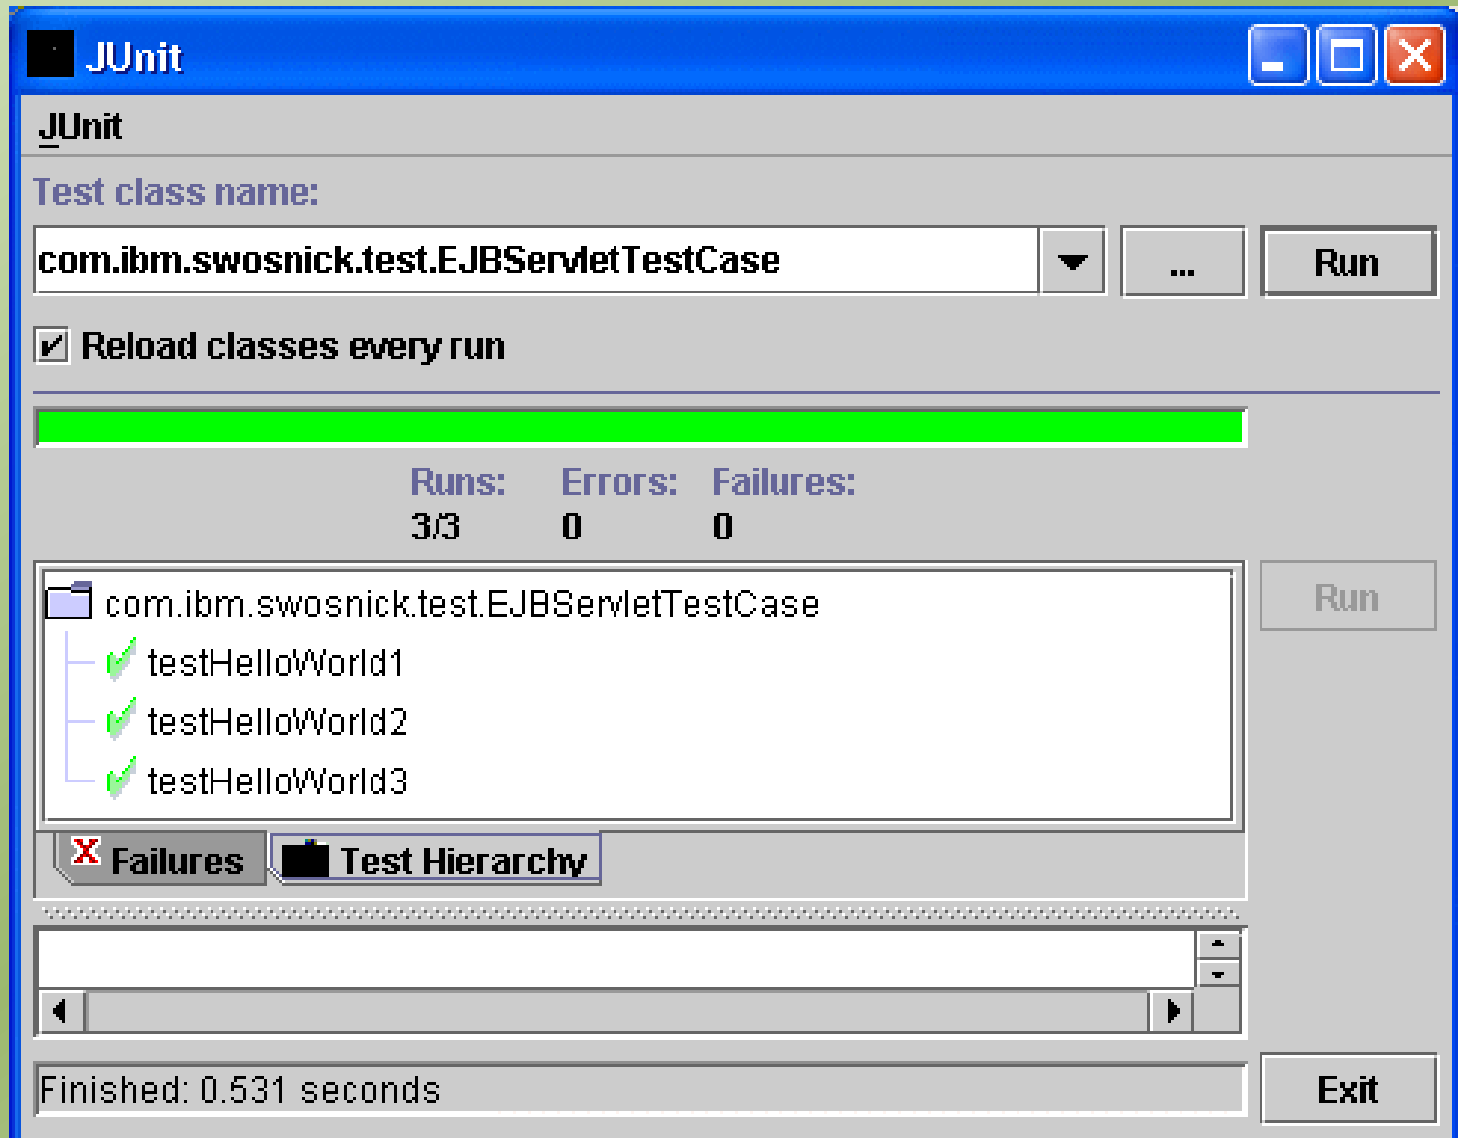 JUnit
JUnit
Test class name:
com.ibm.swosnick.test.EJBServletTestCase
... Run
Reload classes every run
Runs: Errors: Failures:
3/3 0 0
com.ibm.swosnick.test.EJBServletTestCase
Run
testHelloWorld1
testHelloWorld2
testHelloWorld3
Failures Test Hierarchy
Finished: 0.531 seconds
Exit